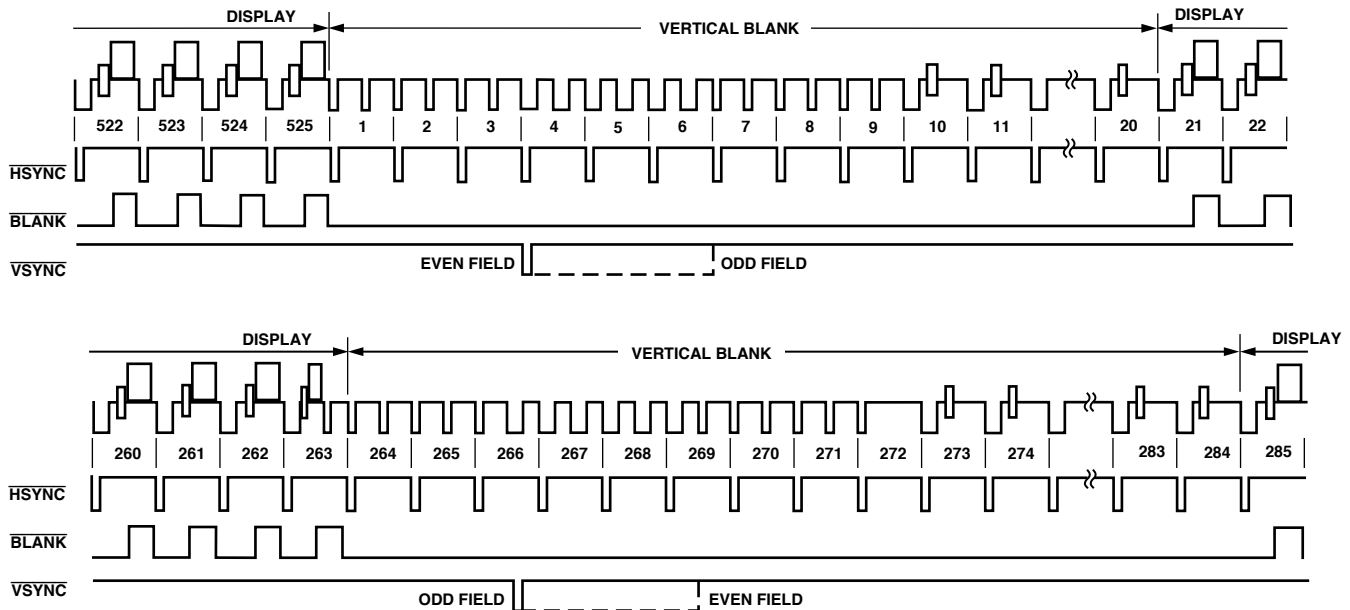 DISPLAY VERTICAL BLANK DISPLAY
522 523 524 525 1 2 3 4 5 6 7 8 9 10 11 20 21 22
HSYNC
BLANK
VSYNC EVEN FIELD ODD FIELD
DISPLAY VERTICAL BLANK DISPLAY
260 261 262 263 264 265 266 267 268 269 270 271 272 273 274 283 284 285
HSYNC
BLANK
VSYNC ODD FIELD EVEN FIELD